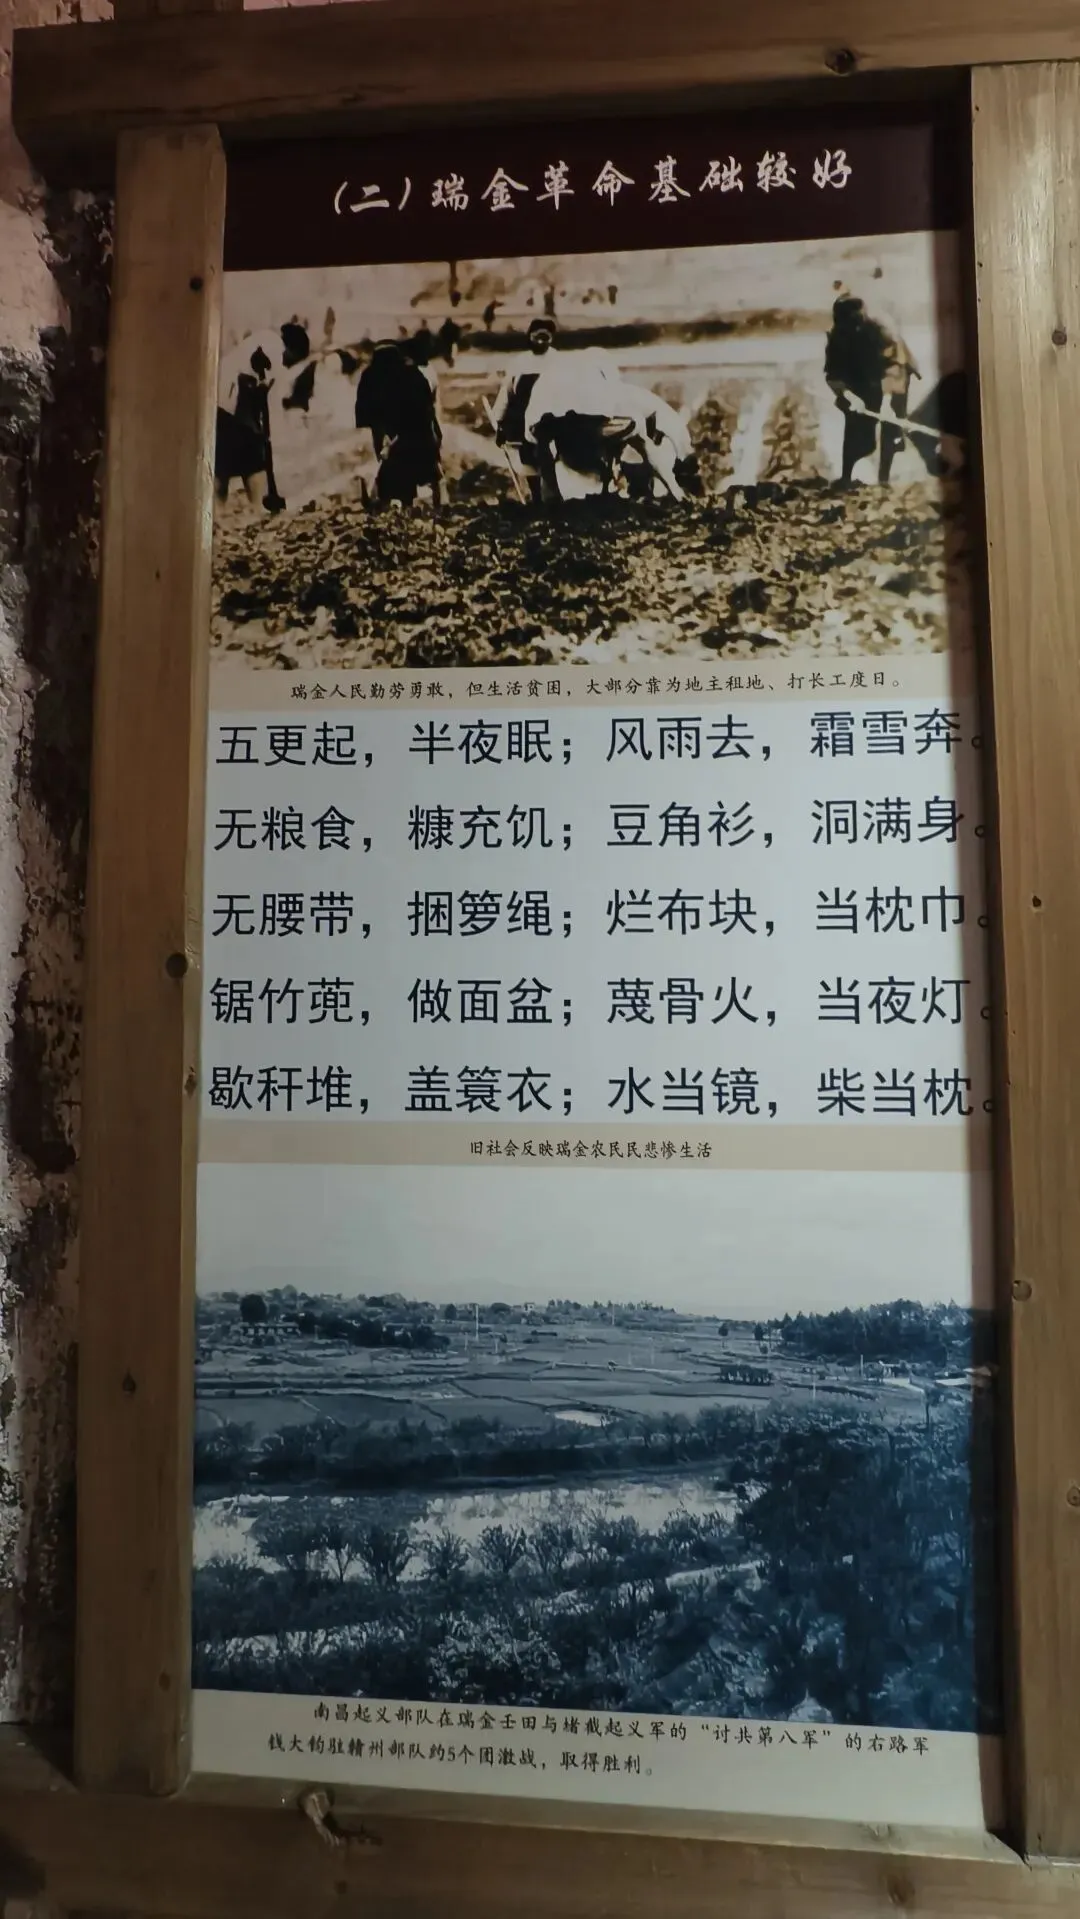 （二）瑞金革命基础较好
瑞金人民勤劳勇敢，但生活贫困，大部分靠为地主租地、打长工度日。
五更起，半夜眠；风雨去，霜雪奔。
无粮食，糠充饥；豆角衫，洞满身。
无腰带，捆箩绳；烂布块，当枕巾。
锯竹蔸，做面盆；蔑骨火，当夜灯。
歇秆堆，盖蓑衣；水当镜，柴当枕。
旧社会反映瑞金农民民悲惨生活
南昌起义部队在瑞金壬田与堵截起义军的“讨共第八军”的右路军
钱大钧驻赣州部队约5个团激战，取得胜利。